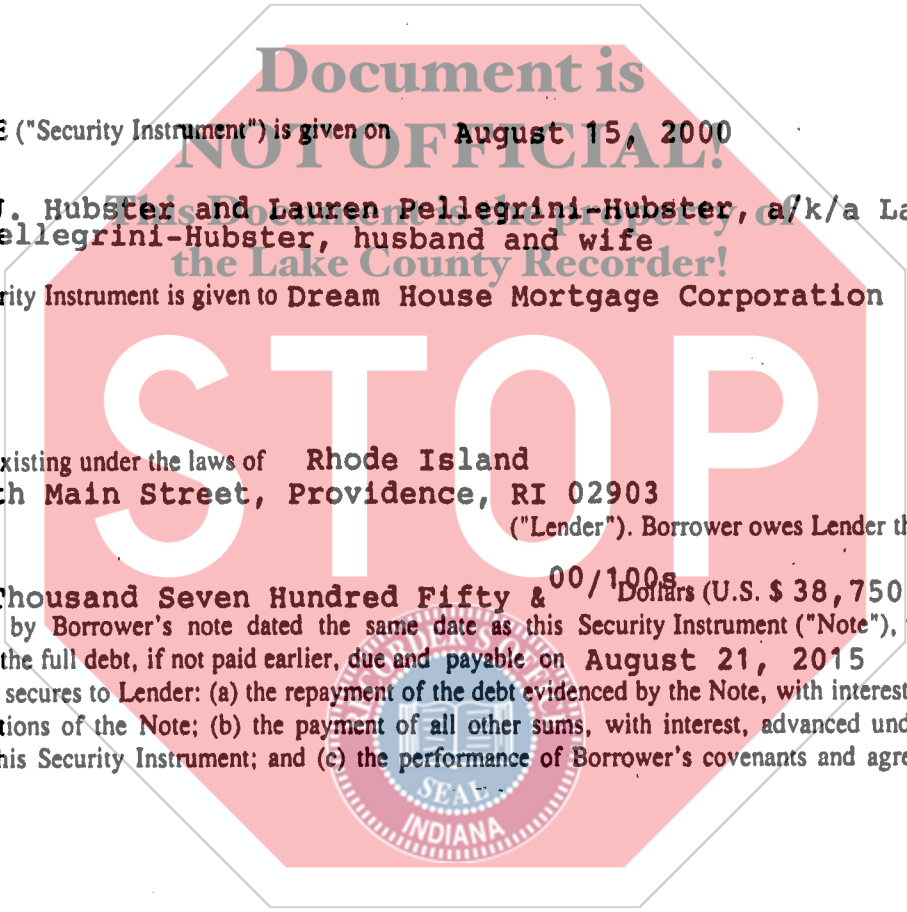 Document is
E ("Security Instrument") is given on August 15, 2000
NOT OFFICIAL!
J. Hubster and Lauren Pellegrini-Hubster, a/k/a La
This Document is the property of
ellegrini-Hubster, husband and wife
the Lake County Recorder!
rity Instrument is given to Dream House Mortgage Corporation
STOP
xisting under the laws of Rhode Island
th Main Street, Providence, RI 02903
("Lender"). Borrower owes Lender th
Thousand Seven Hundred Fifty & 00/100s Dollars (U.S. $ 38,750
by Borrower's note dated the same date as this Security Instrument ("Note"),
the full debt, if not paid earlier, due and payable on August 21, 2015
secures to Lender: (a) the repayment of the debt evidenced by the Note, with interest
tions of the Note; (b) the payment of all other sums, with interest, advanced und
his Security Instrument; and (c) the performance of Borrower's covenants and agre
SEAL
INDIANA